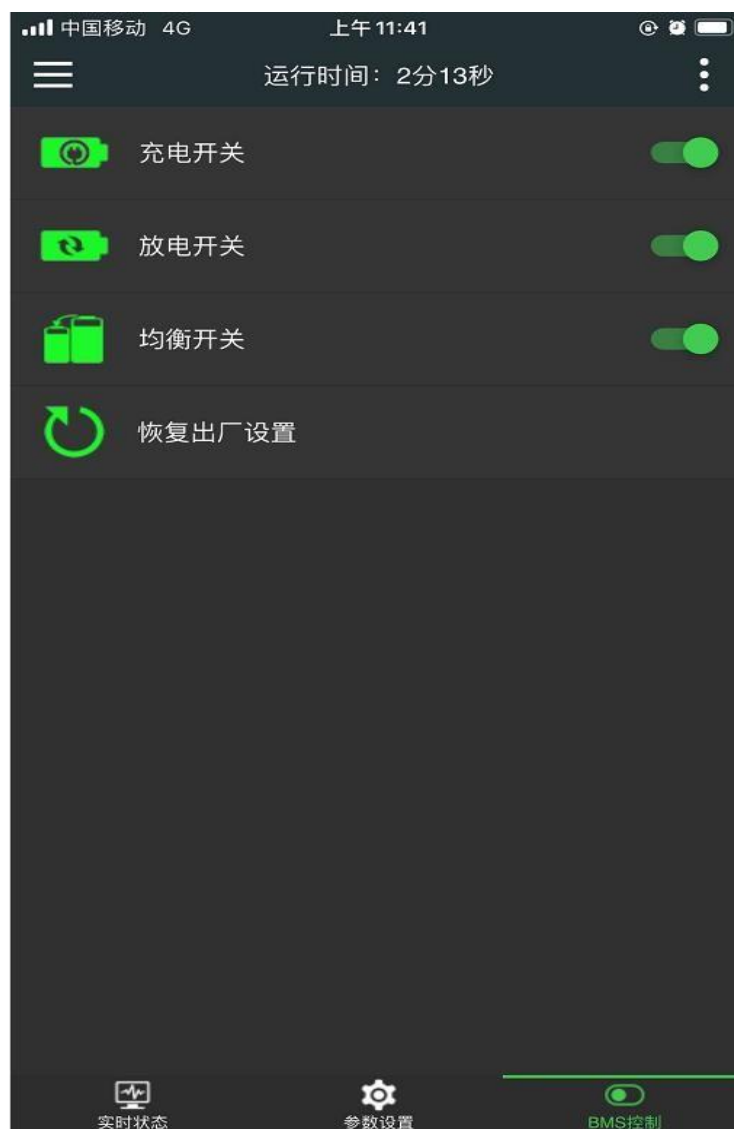 中国移动 4G 上午11:41
运行时间：2分13秒
充电开关
放电开关
均衡开关
恢复出厂设置
实时状态 参数设置 BMS控制